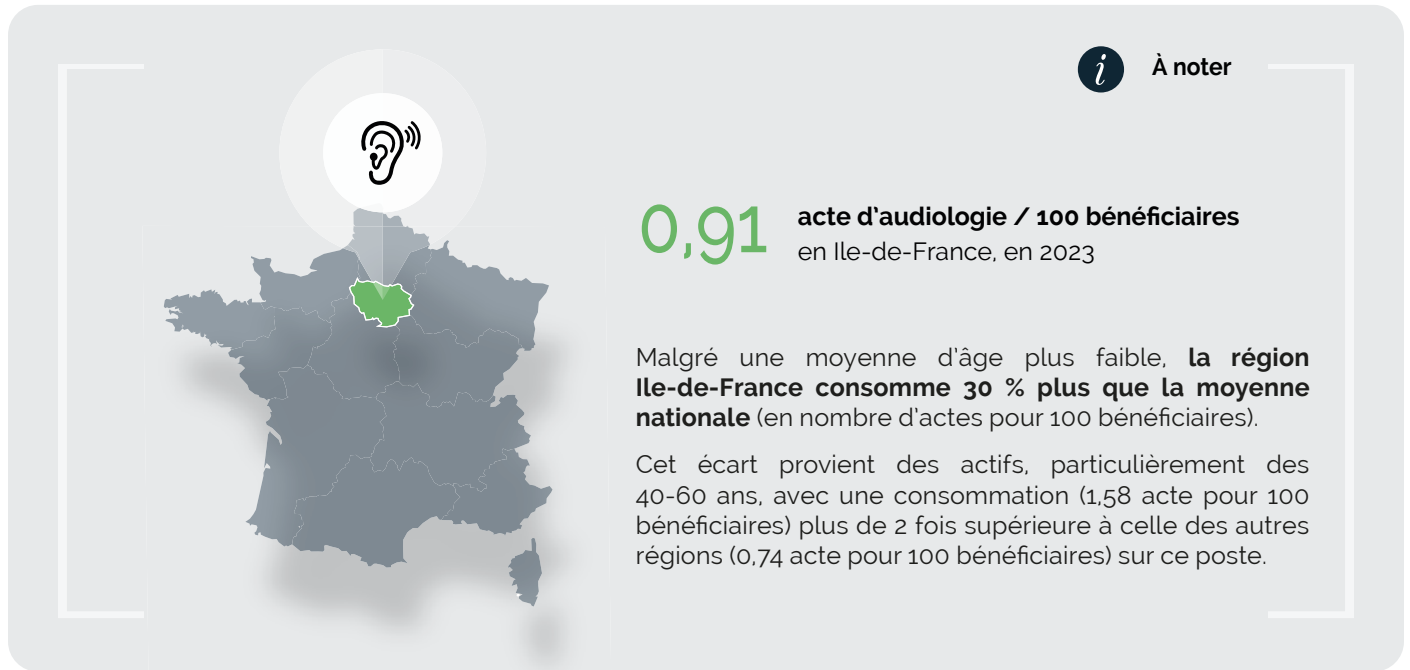 i À noter
0,91 acte d'audiologie / 100 bénéficiaires
en Ile-de-France, en 2023
Malgré une moyenne d'âge plus faible, la région
Ile-de-France consomme 30 % plus que la moyenne
nationale (en nombre d'actes pour 100 bénéficiaires).
Cet écart provient des actifs, particulièrement des
40-60 ans, avec une consommation (1,58 acte pour 100
bénéficiaires) plus de 2 fois supérieure à celle des autres
régions (0,74 acte pour 100 bénéficiaires) sur ce poste.